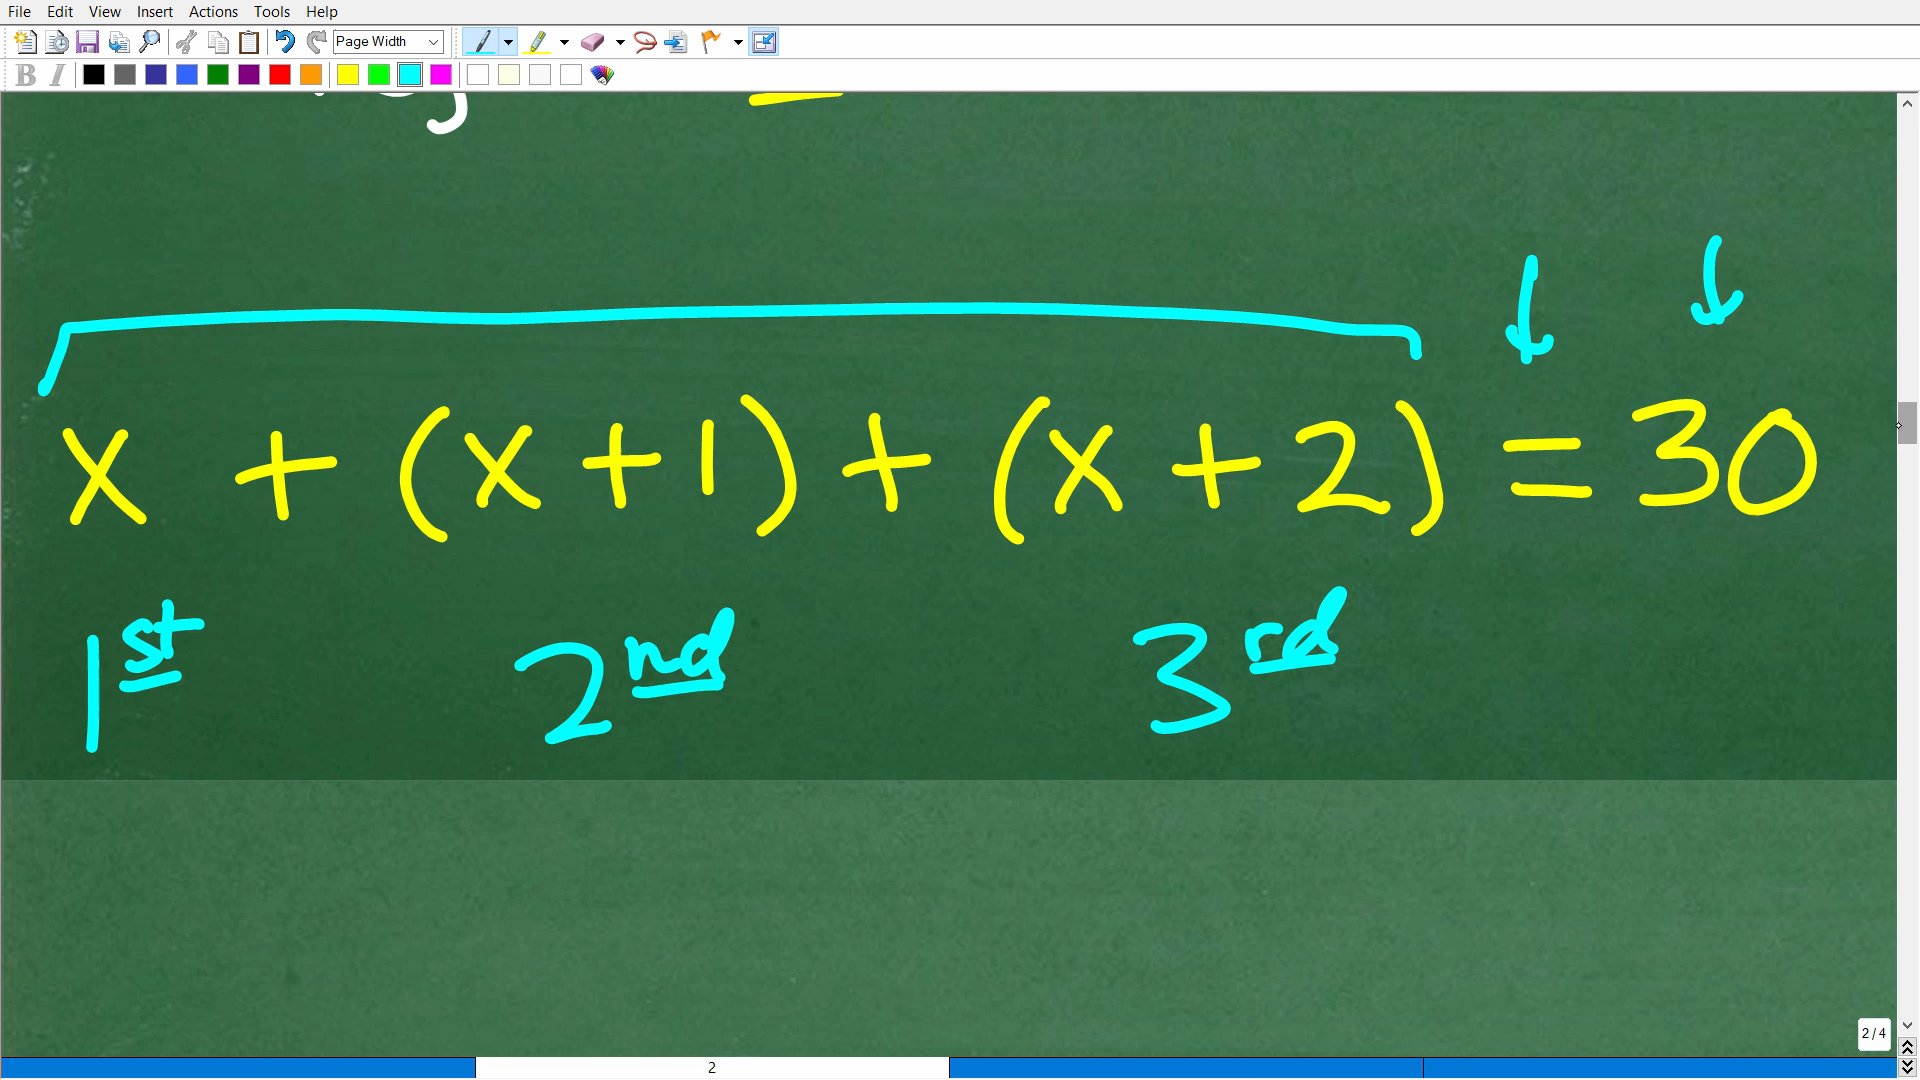 File Edit View Insert Actions Tools Help
Page Width
B I
x + (x + 1) + (x + 2) = 30
1st 2nd 3rd
2 / 4
2